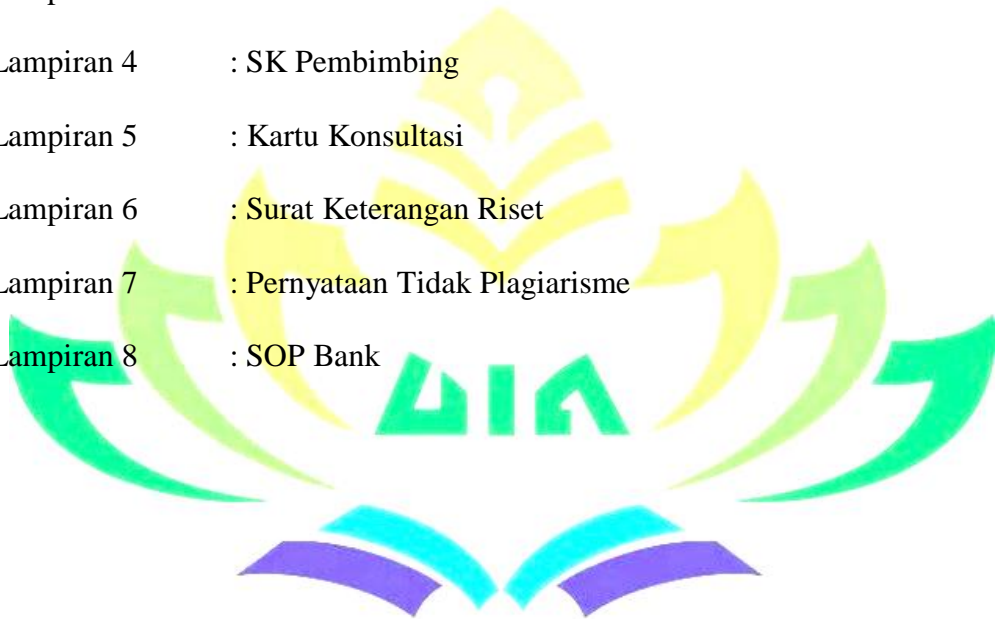 Lampiran 4 : SK Pembimbing
Lampiran 5 : Kartu Konsultasi
Lampiran 6 : Surat Keterangan Riset
Lampiran 7 : Pernyataan Tidak Plagiarisme
Lampiran 8 : SOP Bank
UIN